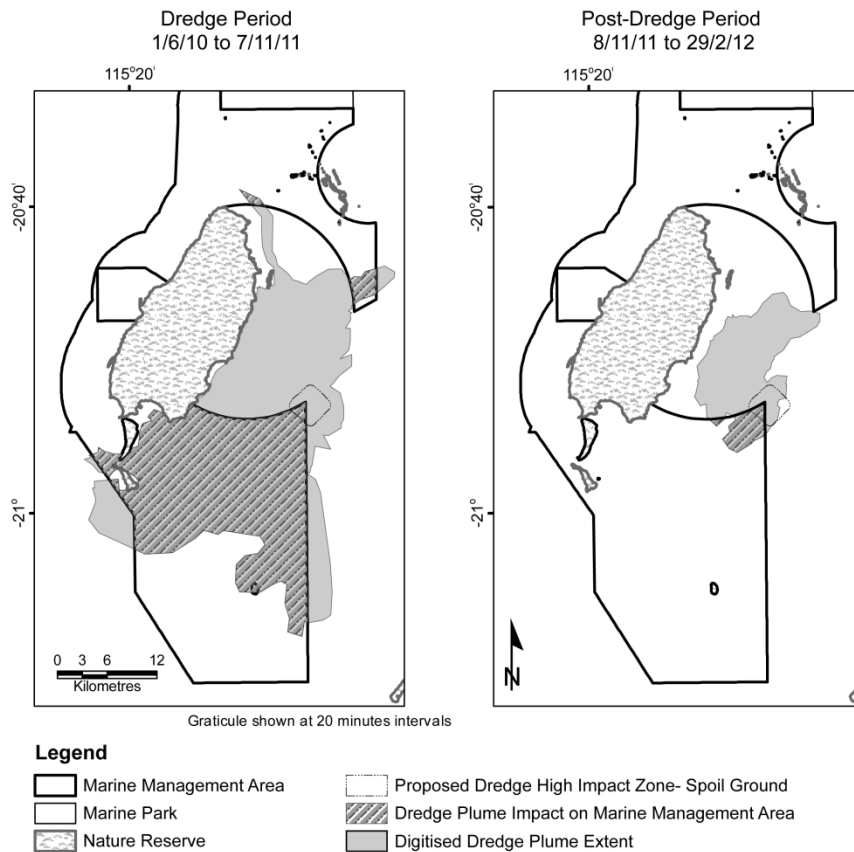 Dredge Period
1/6/10 to 7/11/11
Post-Dredge Period
8/11/11 to 29/2/12
115°20'
115°20'
-20°40'
-20°40'
-21°
-21°
0 3 6 12
Kilometres
N
Graticule shown at 20 minutes intervals
Legend
Marine Management Area
Marine Park
Nature Reserve
Proposed Dredge High Impact Zone- Spoil Ground
Dredge Plume Impact on Marine Management Area
Digitised Dredge Plume Extent